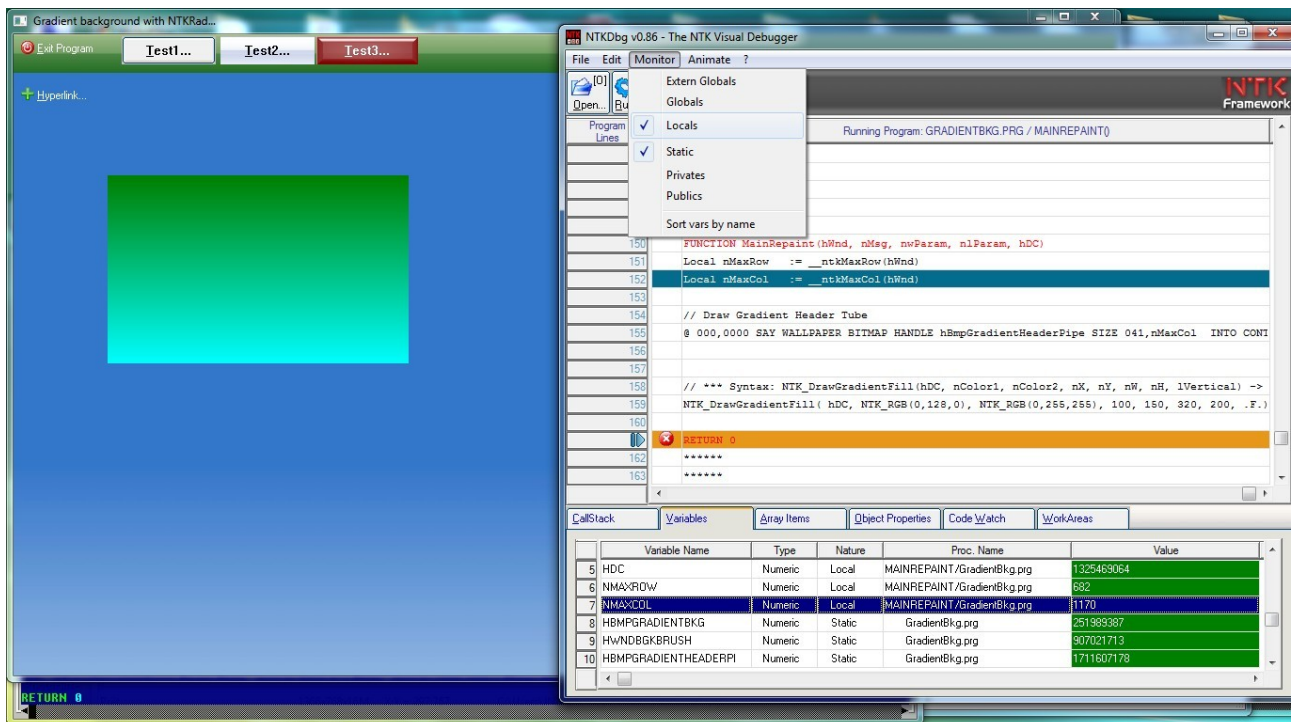 Gradient background with NTKRad...
Exit Program
Test1...
Test2...
Test3...
Hyperlink...
RETURN 0
NTKDbg v0.86 - The NTK Visual Debugger
File Edit Monitor Animate ?
[0]
Open...
NTK
Framework
Extern Globals
Globals
Locals
Static
Privates
Publics
Sort vars by name
Program
Lines
Running Program: GRADIENTBKG.PRG / MAINREPAINT()
150 FUNCTION MainRepaint(hWnd, nMsg, nwParam, nlParam, hDC)
151 Local nMaxRow := __ntkMaxRow(hWnd)
152 Local nMaxCol := __ntkMaxCol(hWnd)
153
154 // Draw Gradient Header Tube
155 @ 000,0000 SAY WALLPAPER BITMAP HANDLE hBmpGradientHeaderPipe SIZE 041,nMaxCol INTO CONT
156
157
158 // *** Syntax: NTK_DrawGradientFill(hDC, nColor1, nColor2, nX, nY, nW, nH, lVertical) ->
159 NTK_DrawGradientFill( hDC, NTK_RGB(0,128,0), NTK_RGB(0,255,255), 100, 150, 320, 200, .F.)
160
RETURN 0
162 ******
163 ******
CallStack Variables Array Items Object Properties Code Watch WorkAreas
Variable Name Type Nature Proc. Name Value
5 HDC Numeric Local MAINREPAINT/GradientBkg.prg 1325469064
6 NMAXROW Numeric Local MAINREPAINT/GradientBkg.prg 682
7 NMAXCOL Numeric Local MAINREPAINT/GradientBkg.prg 1170
8 HBMPGRADIENTBKG Numeric Static GradientBkg.prg 251989387
9 HWNDBGKBRUSH Numeric Static GradientBkg.prg 907021713
10 HBMPGRADIENTHEADERPI Numeric Static GradientBkg.prg 1711607178